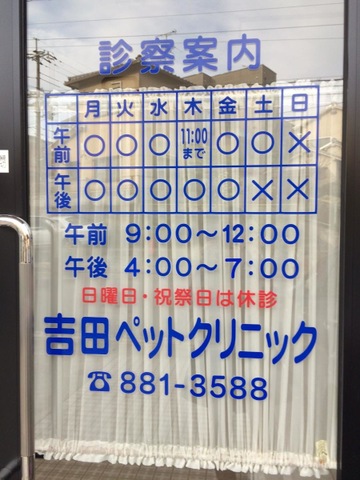 診察案内
月 火 水 木 金 土 日
午前 ○ ○ ○ 11:00まで ○ ○ ×
午後 ○ ○ ○ ○ ○ × ×
午前 9:00〜12:00
午後 4:00〜7:00
日曜日・祝祭日は休診
吉田ペットクリニック
☎881-3588